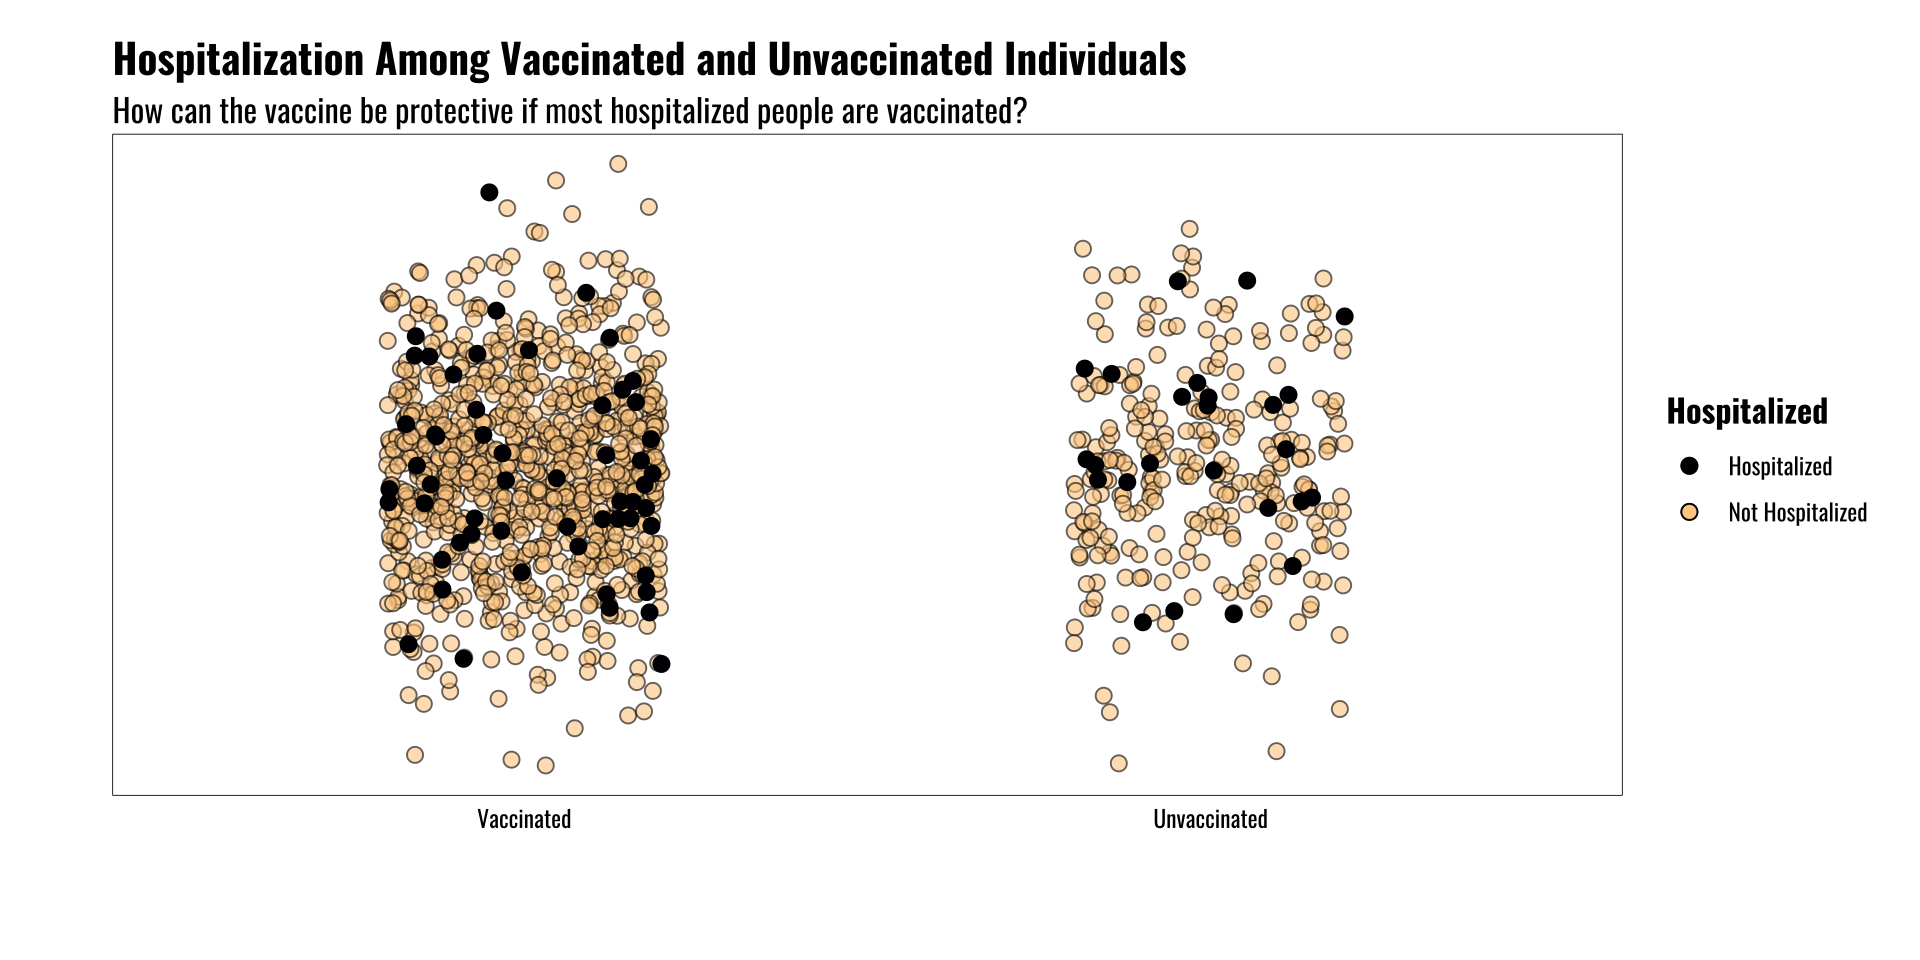 Hospitalization Among Vaccinated and Unvaccinated Individuals
How can the vaccine be protective if most hospitalized people are vaccinated?
Hospitalized
Hospitalized
Not Hospitalized
Vaccinated
Unvaccinated